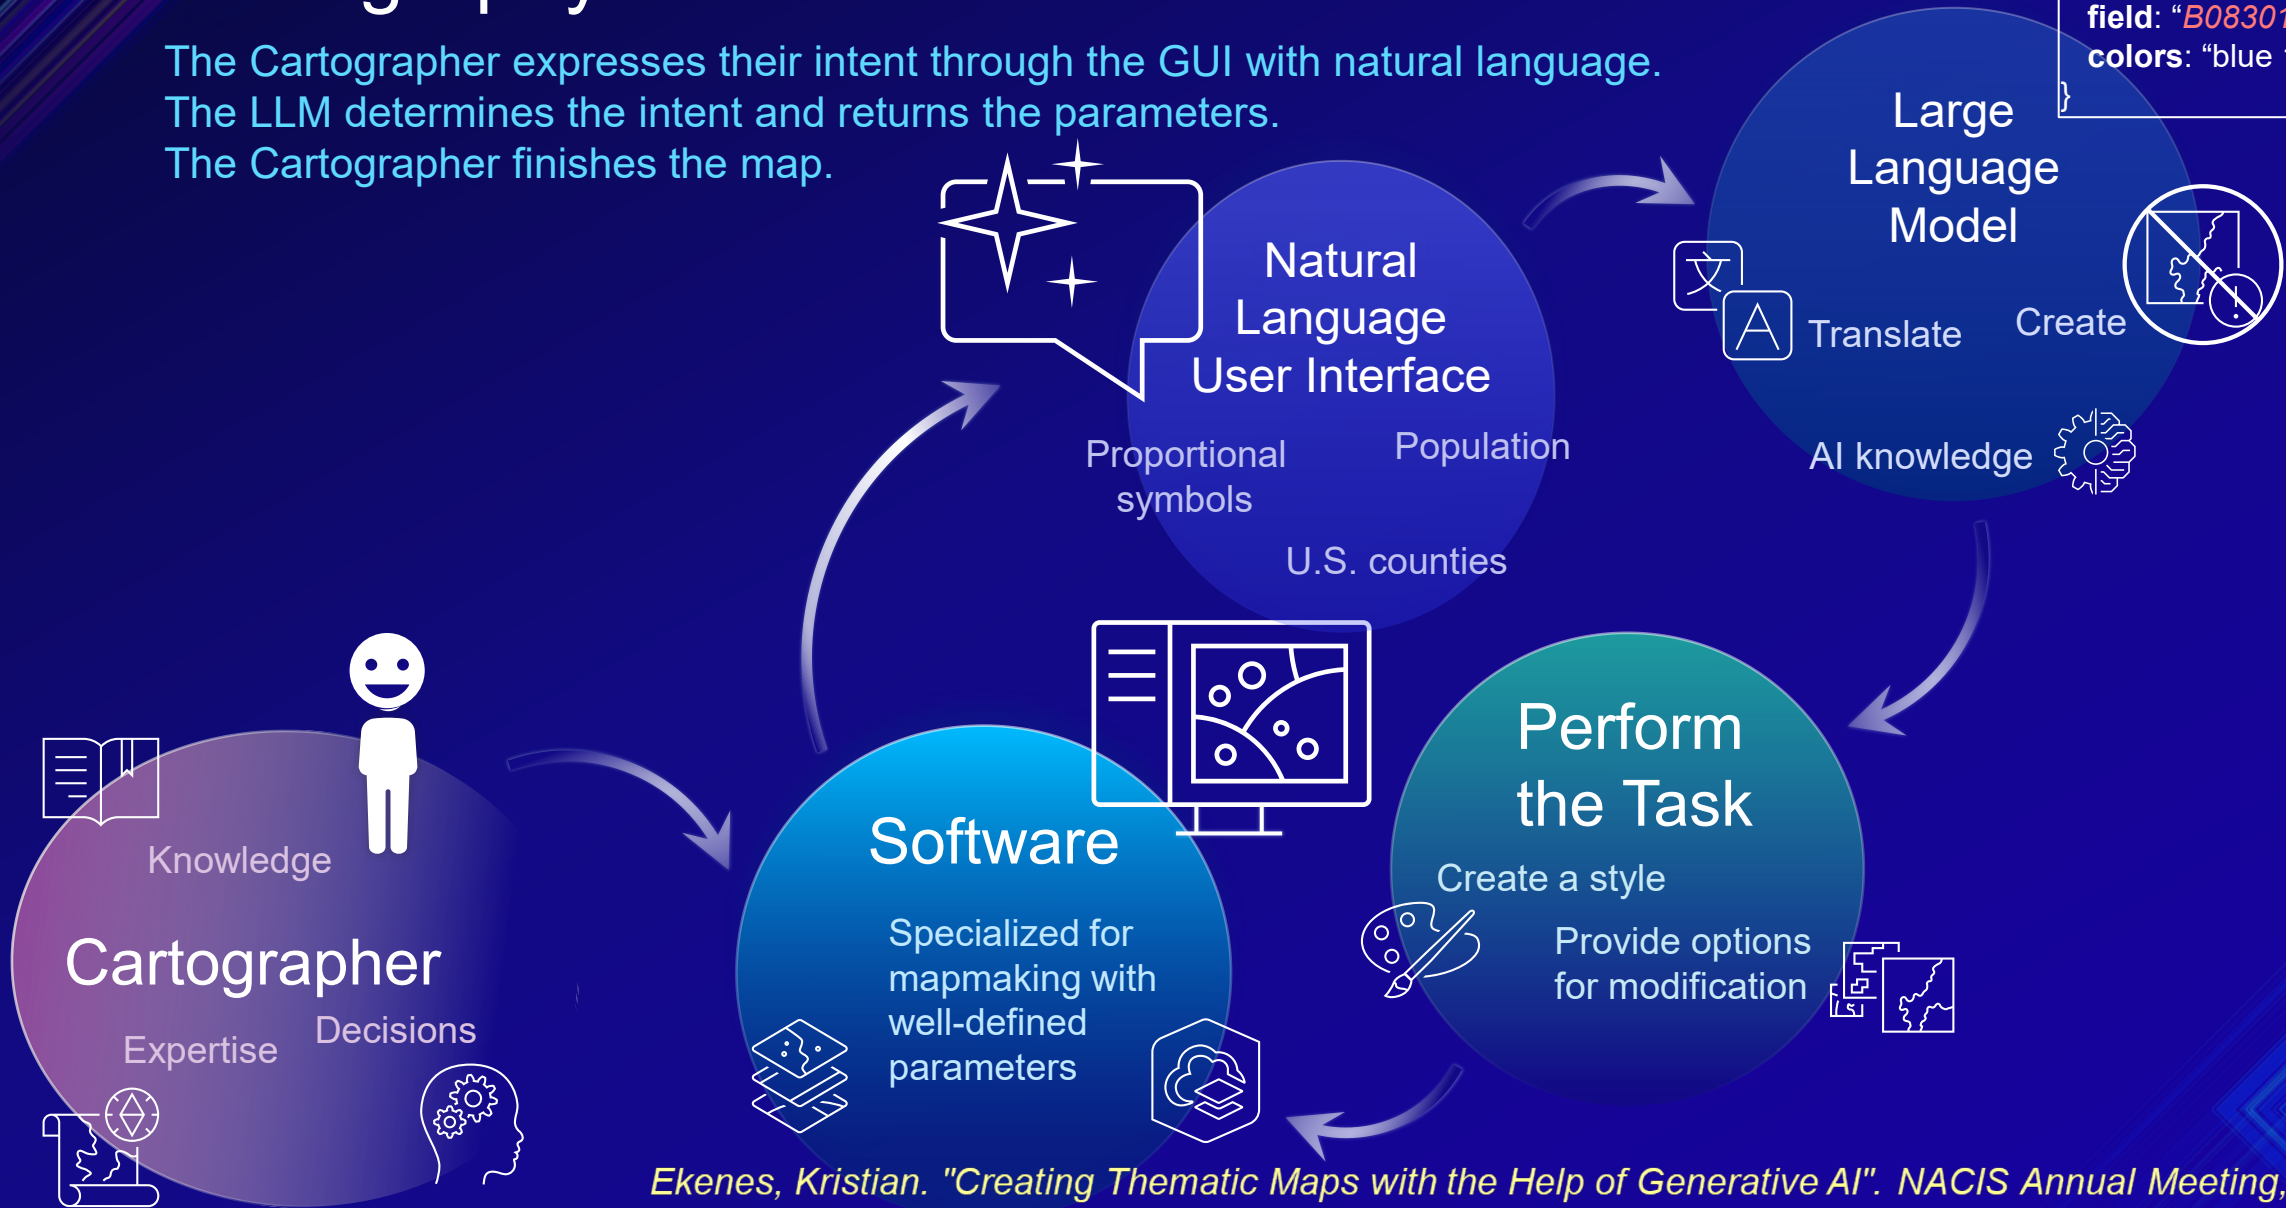 The Cartographer expresses their intent through the GUI with natural language.
The LLM determines the intent and returns the parameters.
The Cartographer finishes the map.
field: “B08301
colors: “blue
}
Large
Language
Model
Translate
Create
AI knowledge
文
A
Natural
Language
User Interface
Proportional
symbols
Population
U.S. counties
Perform
the Task
Create a style
Provide options
for modification
Software
Specialized for
mapmaking with
well-defined
parameters
Knowledge
Cartographer
Expertise
Decisions
Ekenes, Kristian. "Creating Thematic Maps with the Help of Generative AI". NACIS Annual Meeting,